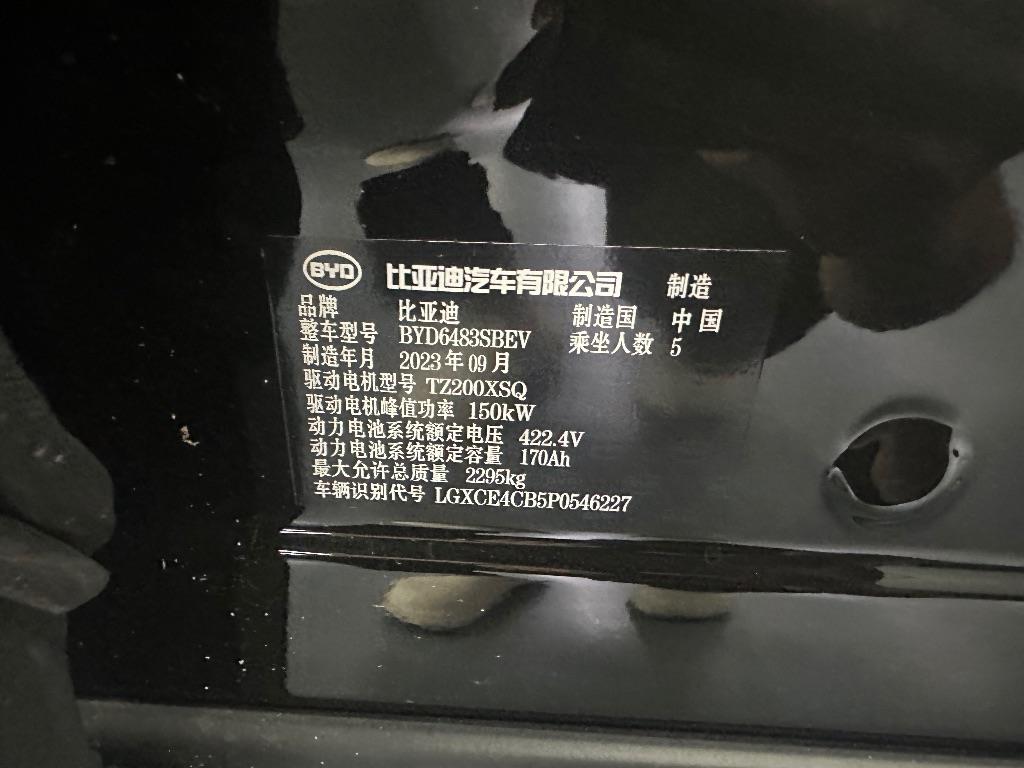 BYD 比亚迪汽车有限公司 制造
品牌 比亚迪 制造国 中国
整车型号 BYD6483SBEV 乘坐人数 5
制造年月 2023年09月
驱动电机型号 TZ200XSQ
驱动电机峰值功率 150kW
动力电池系统额定电压 422.4V
动力电池系统额定容量 170Ah
最大允许总质量 2295kg
车辆识别代号 LGXCE4CB5P0546227